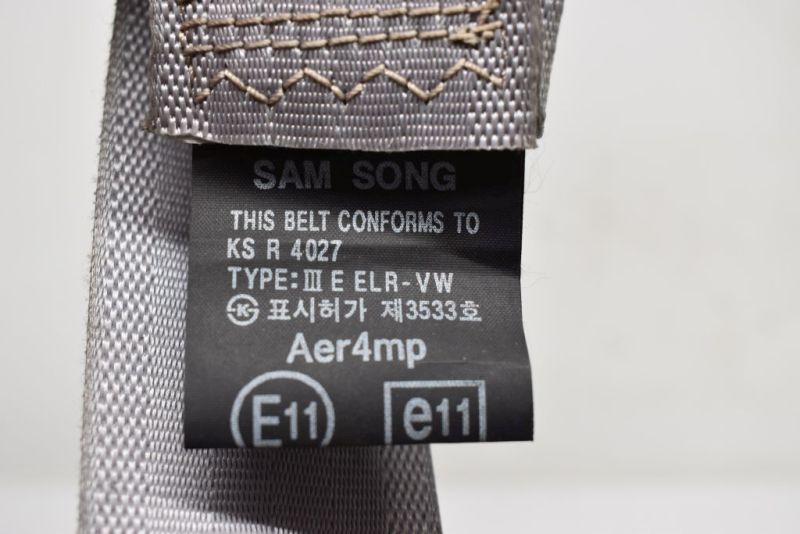 SAM SONG
THIS BELT CONFORMS TO
KS R 4027
TYPE: III E ELR-VW
K 표시허가 제3533호
Aer4mp
E11 e11